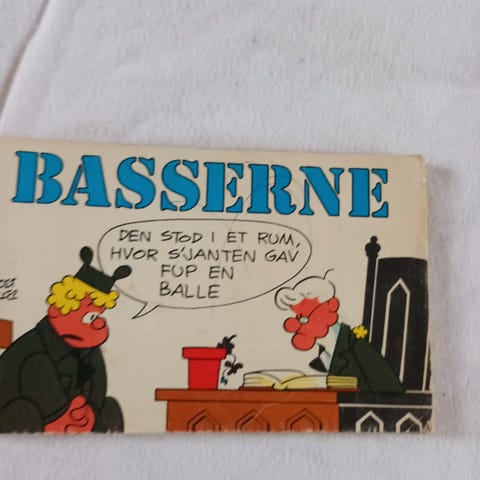 BASSERNE
DEN STOD I ET RUM,
HVOR S'JANTEN GAV
FUP EN
BALLE